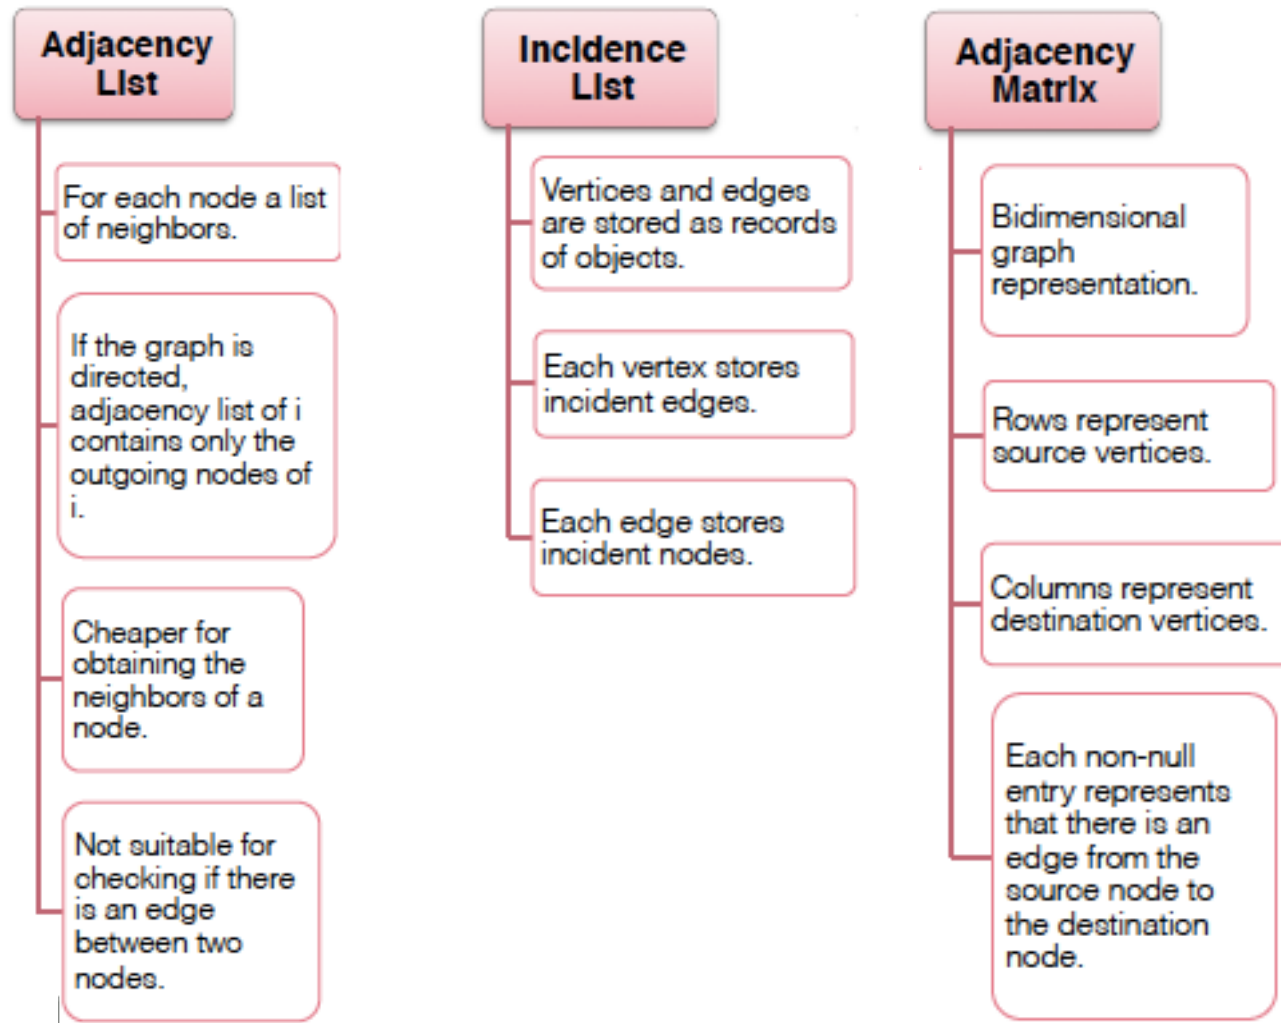 Adjacency
List
For each node a list
of neighbors.
If the graph is
directed,
adjacency list of i
contains only the
outgoing nodes of
i.
Cheaper for
obtaining the
neighbors of a
node.
Not suitable for
checking if there
is an edge
between two
nodes.
Incidence
List
Vertices and edges
are stored as records
of objects.
Each vertex stores
incident edges.
Each edge stores
incident nodes.
Adjacency
Matrix
Bidimensional
graph
representation.
Rows represent
source vertices.
Columns represent
destination vertices.
Each non-null
entry represents
that there is an
edge from the
source node to
the destination
node.